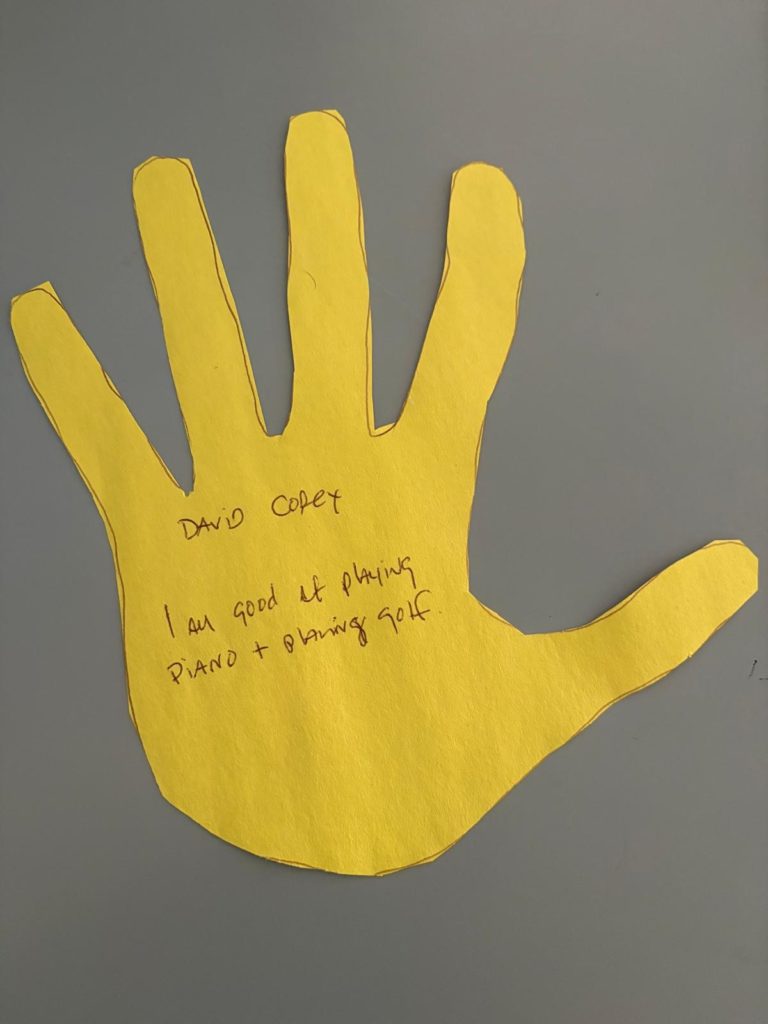 DAVID COREY
I am good at playing
PIANO + playing golf.